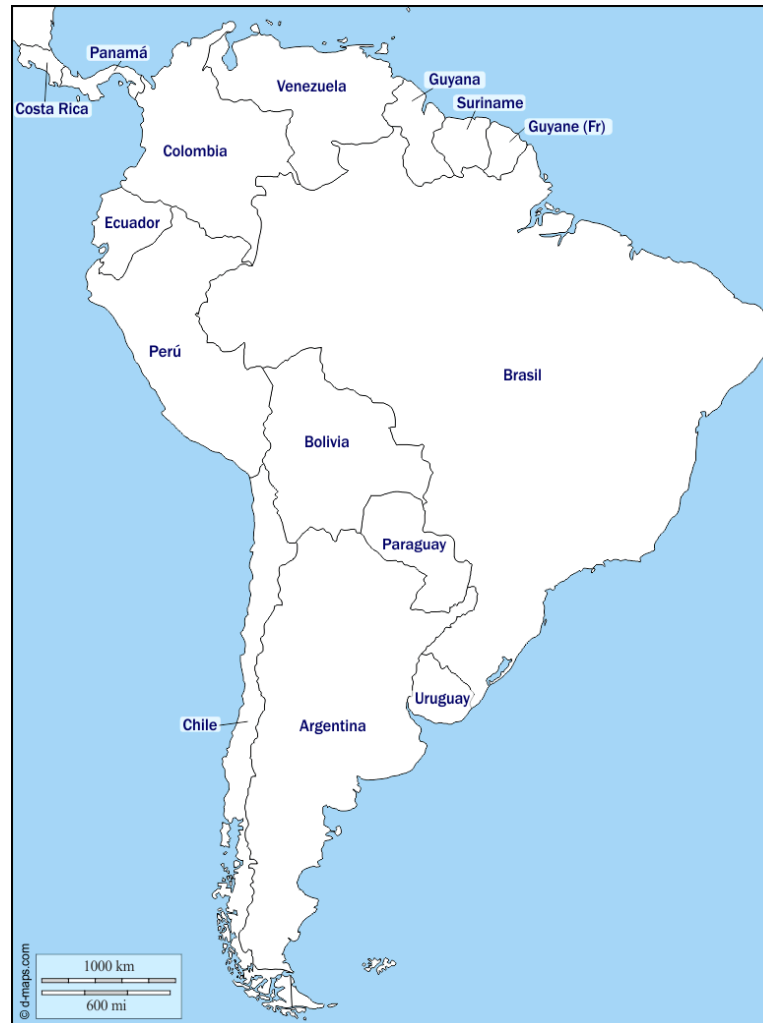 Panamá
Costa Rica
Venezuela
Guyana
Suriname
Guyane (Fr)
Colombia
Ecuador
Perú
Brasil
Bolivia
Paraguay
Uruguay
Chile
Argentina
1000 km
600 mi
© d-maps.com